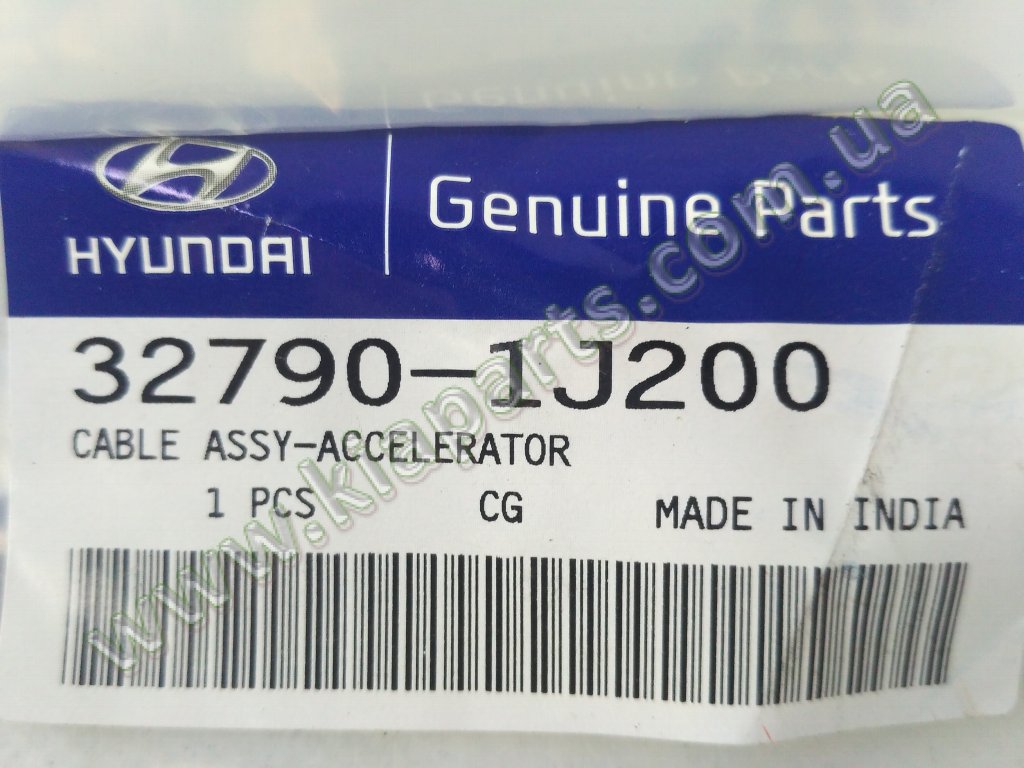 HYUNDAI
Genuine Parts
32790-1J200
CABLE ASSY-ACCELERATOR
1 PCS CG MADE IN INDIA
www.kiaparts.com.ua